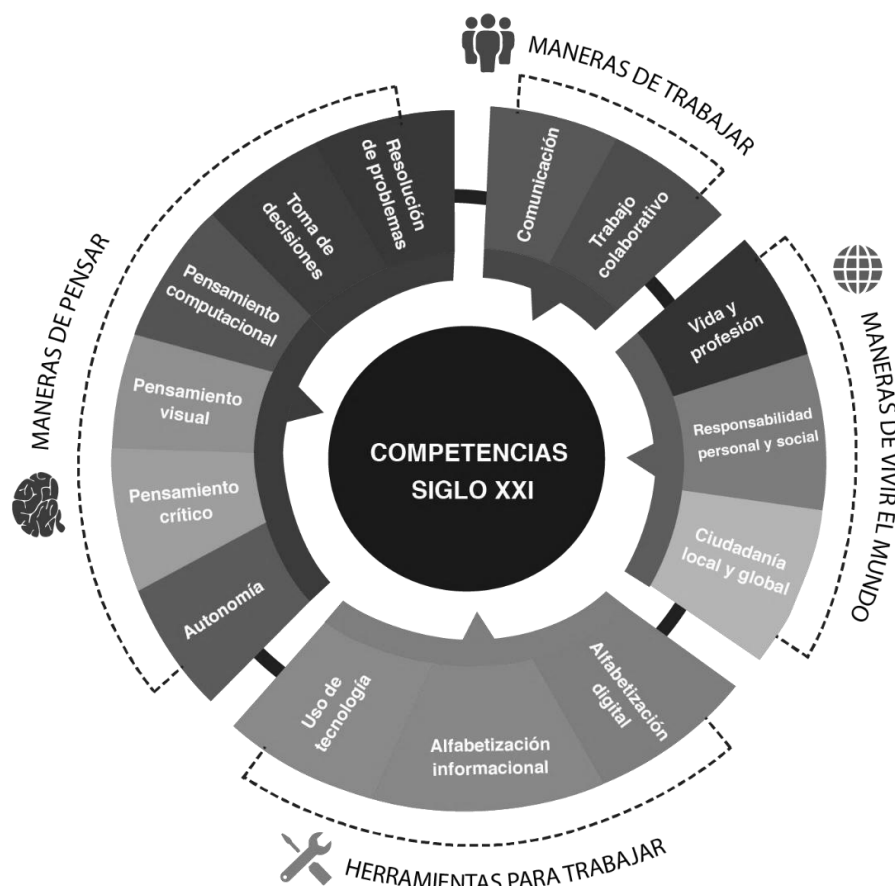 MANERAS DE TRABAJAR
Comunicación
Trabajo
colaborativo
MANERAS DE VIVIR EL MUNDO
Vida y
profesión
Responsabilidad
personal y social
Ciudadanía
local y global
HERRAMIENTAS PARA TRABAJAR
Alfabetización
digital
Alfabetización
informacional
Uso de
tecnología
MANERAS DE PENSAR
Autonomía
Pensamiento
crítico
Pensamiento
visual
Pensamiento
computacional
Toma de
decisiones
Resolución
de problemas
COMPETENCIAS
SIGLO XXI